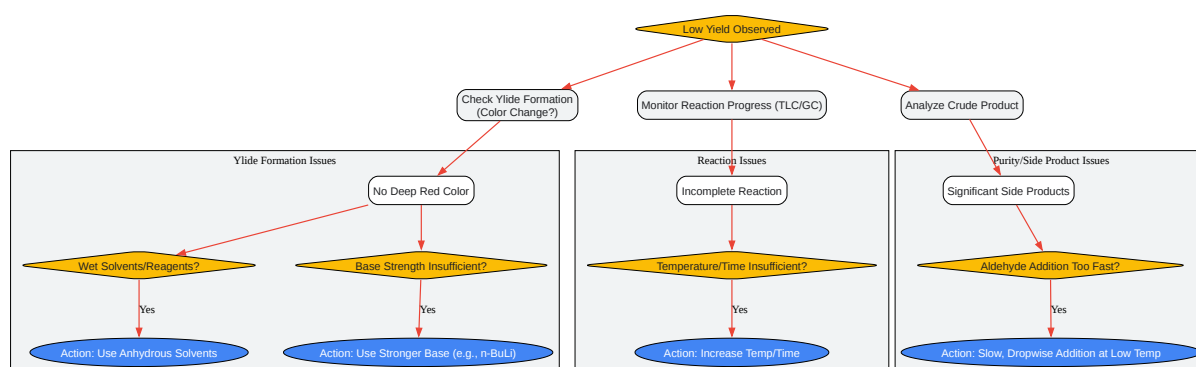 Low Yield Observed
Check Ylide Formation
(Color Change?)
Monitor Reaction Progress (TLC/GC)
Analyze Crude Product
Ylide Formation Issues
Reaction Issues
Purity/Side Product Issues
No Deep Red Color
Incomplete Reaction
Significant Side Products
Wet Solvents/Reagents?
Base Strength Insufficient?
Temperature/Time Insufficient?
Aldehyde Addition Too Fast?
Yes
Yes
Yes
Yes
Action: Use Anhydrous Solvents
Action: Use Stronger Base (e.g., n-BuLi)
Action: Increase Temp/Time
Action: Slow, Dropwise Addition at Low Temp